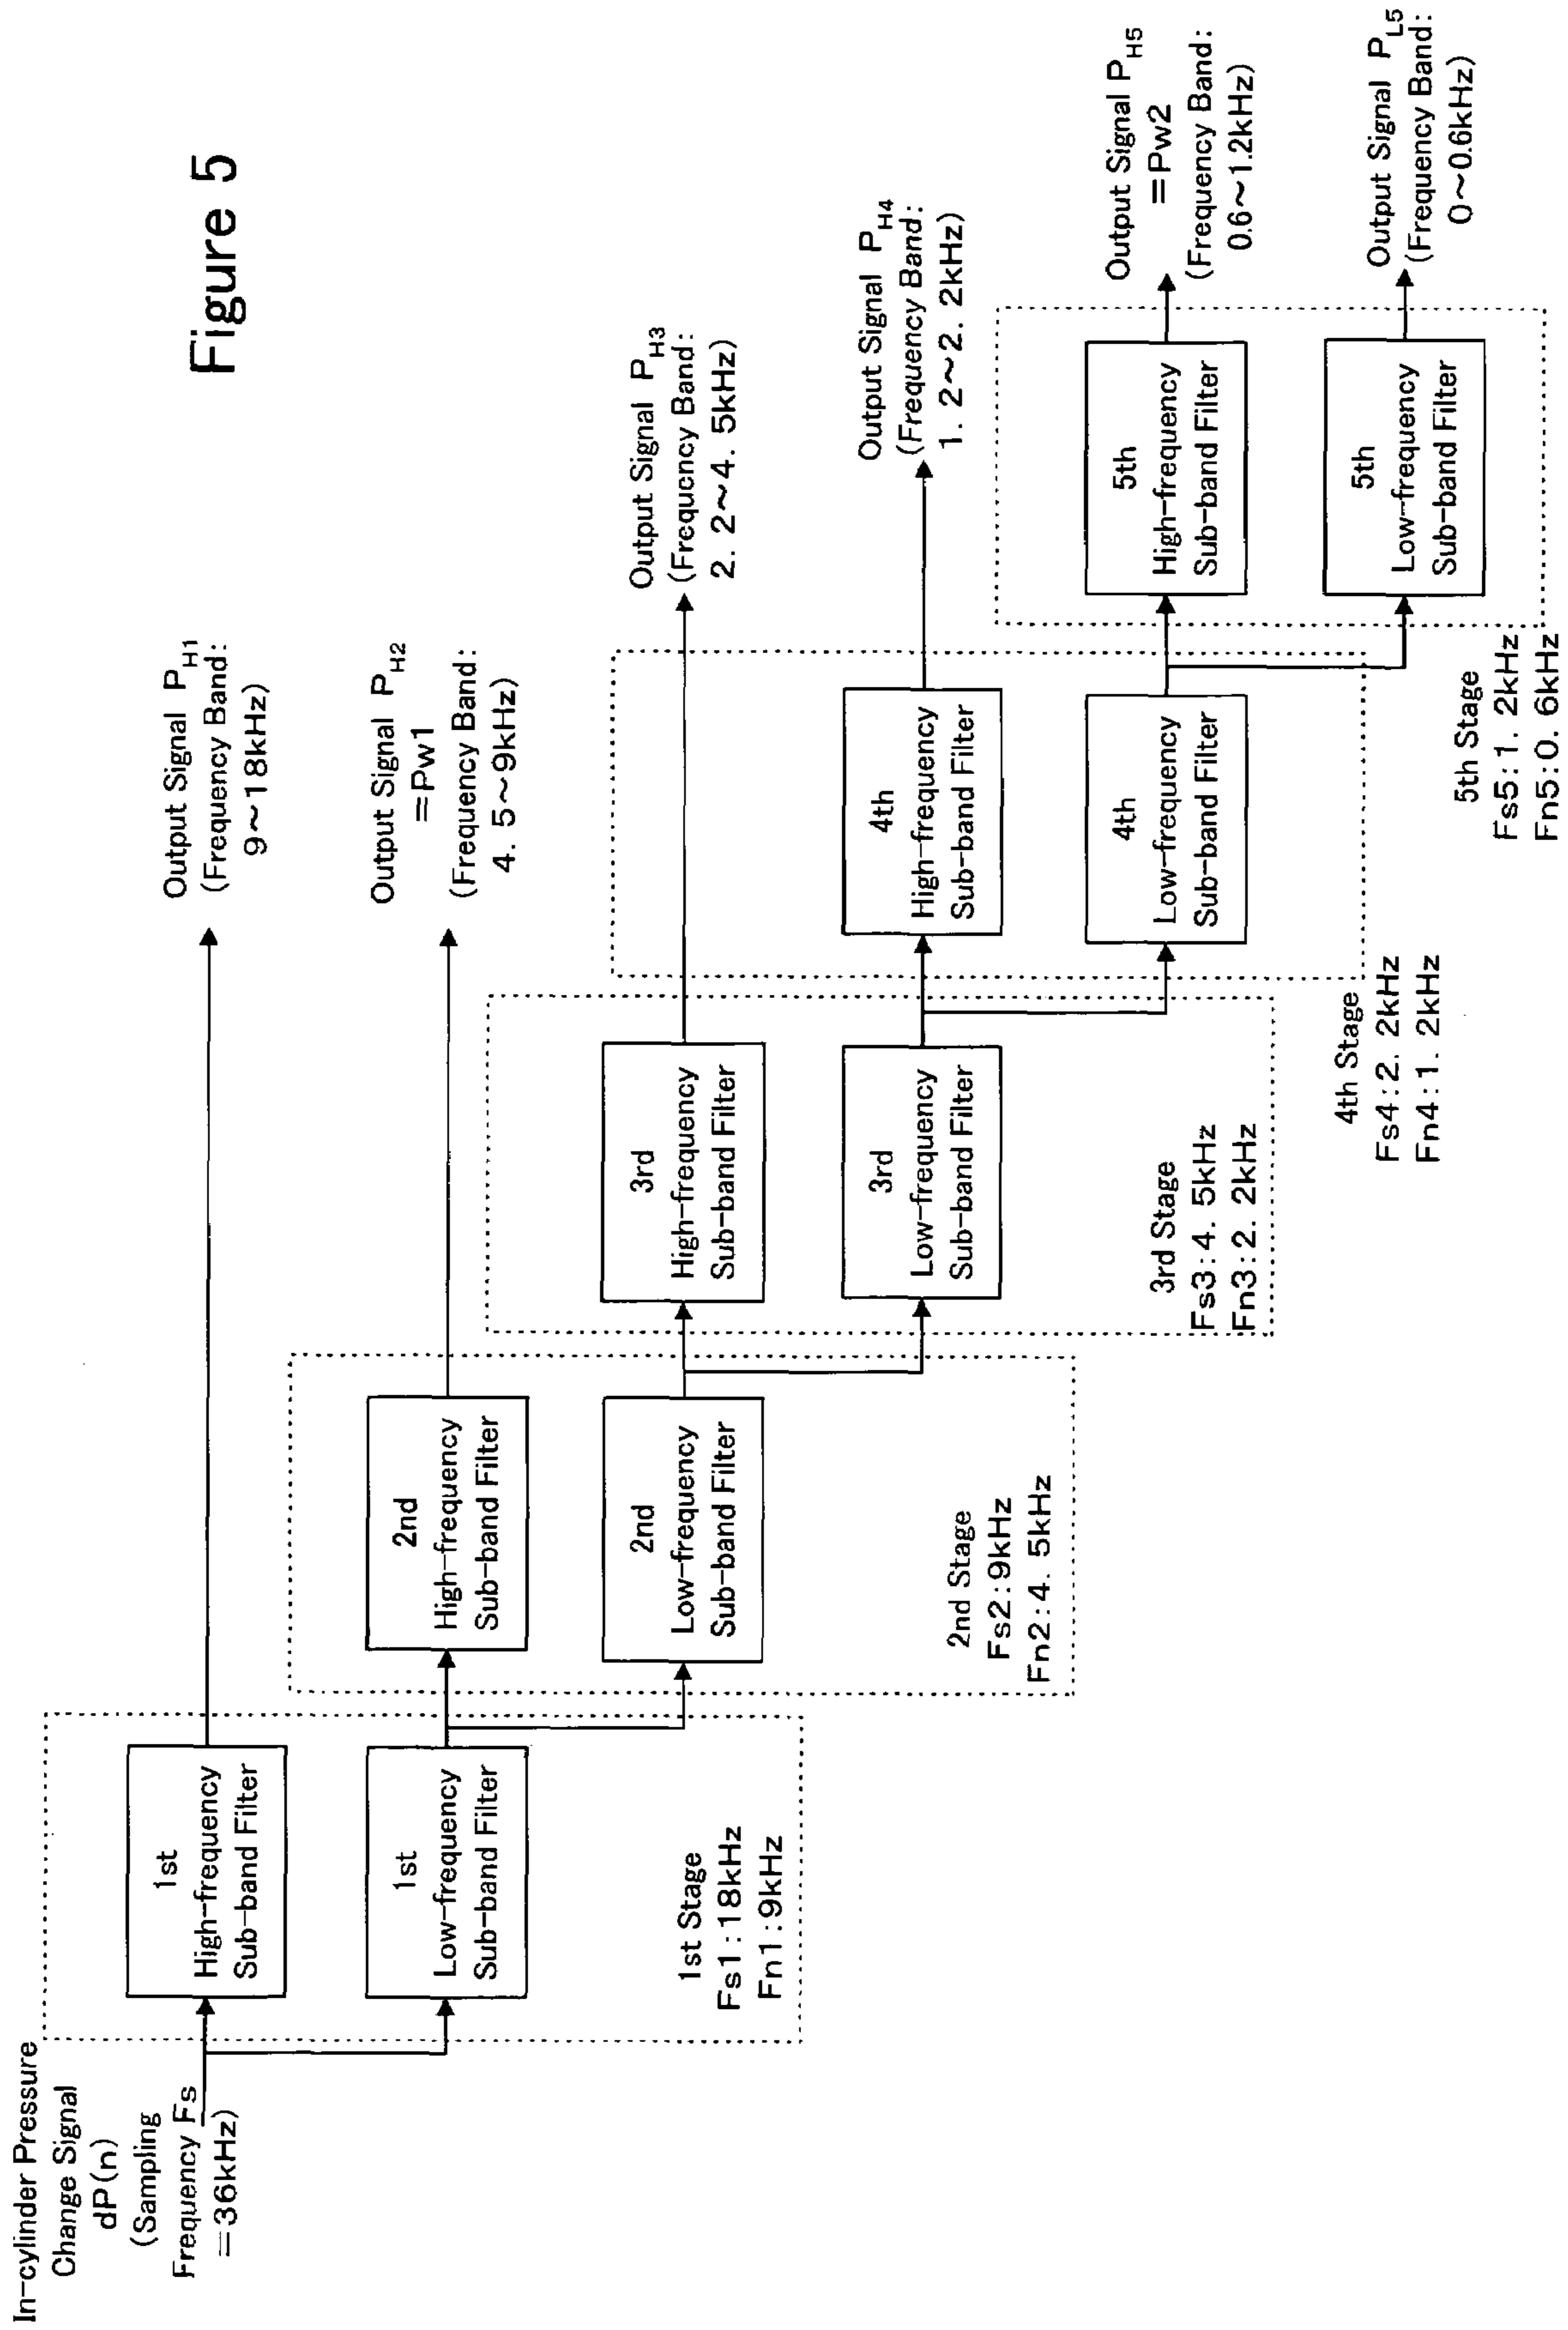 Figure 5
In-cylinder Pressure
Change Signal
dP(n)
(Sampling
Frequency Fs
=36kHz)
1st
High-frequency
Sub-band Filter
1st
Low-frequency
Sub-band Filter
1st Stage
Fs1:18kHz
Fn1:9kHz
Output Signal PH1
(Frequency Band:
9~18kHz)
2nd
High-frequency
Sub-band Filter
2nd
Low-frequency
Sub-band Filter
2nd Stage
Fs2:9kHz
Fn2:4. 5kHz
Output Signal PH2
=Pw1
(Frequency Band:
4. 5~9kHz)
3rd
High-frequency
Sub-band Filter
3rd
Low-frequency
Sub-band Filter
3rd Stage
Fs3:4. 5kHz
Fn3:2. 2kHz
Output Signal PH3
(Frequency Band:
2. 2~4. 5kHz)
4th
High-frequency
Sub-band Filter
4th
Low-frequency
Sub-band Filter
4th Stage
Fs4:2. 2kHz
Fn4:1. 2kHz
Output Signal PH4
(Frequency Band:
1. 2~2. 2kHz)
5th
High-frequency
Sub-band Filter
5th
Low-frequency
Sub-band Filter
5th Stage
Fs5:1. 2kHz
Fn5:0. 6kHz
Output Signal PH5
=Pw2
(Frequency Band:
0.6~1.2kHz)
Output Signal PL5
(Frequency Band:
0~0.6kHz)